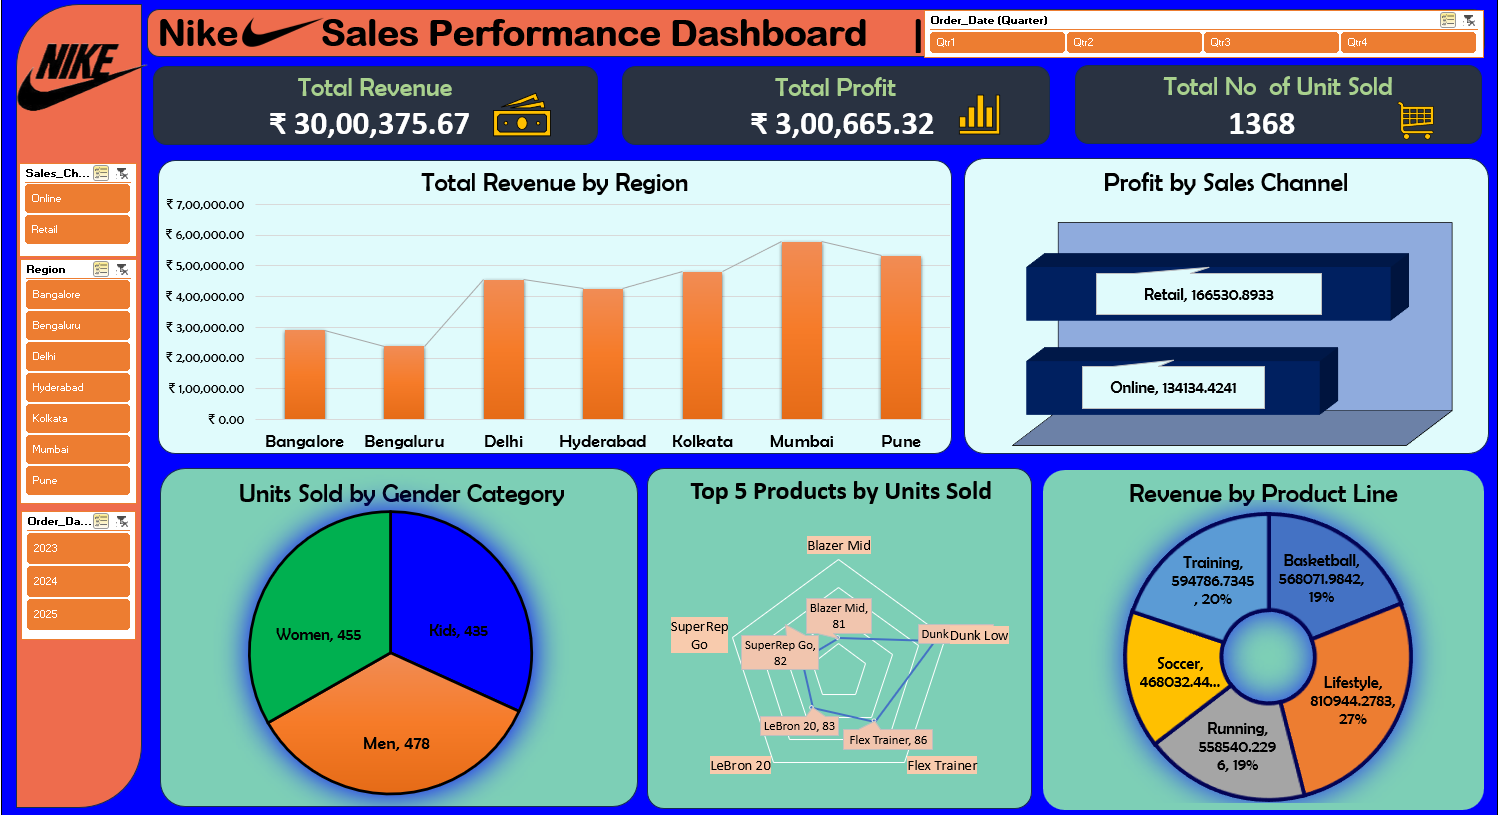 NIKE
Nike Sales Performance Dashboard |
Order_Date (Quarter)
Qtr1 Qtr2 Qtr3 Qtr4
Total Revenue
₹ 30,00,375.67
Total Profit
₹ 3,00,665.32
Total No of Unit Sold
1368
Sales_Ch...
Online
Retail
Region
Bangalore
Bengaluru
Delhi
Hyderabad
Kolkata
Mumbai
Pune
Order_Da...
2023
2024
2025
Total Revenue by Region
₹ 7,00,000.00
₹ 6,00,000.00
₹ 5,00,000.00
₹ 4,00,000.00
₹ 3,00,000.00
₹ 2,00,000.00
₹ 1,00,000.00
₹ 0.00
Bangalore Bengaluru Delhi Hyderabad Kolkata Mumbai Pune
Profit by Sales Channel
Retail, 166530.8933
Online, 134134.4241
Units Sold by Gender Category
Women, 455
Kids, 435
Men, 478
Top 5 Products by Units Sold
Blazer Mid
Blazer Mid,
81
SuperRep
Go
SuperRep Go,
82
Dunk
Dunk Low
LeBron 20, 83
Flex Trainer, 86
LeBron 20
Flex Trainer
Revenue by Product Line
Training,
594786.7345
, 20%
Basketball,
568071.9842,
19%
Soccer,
468032.44...
Lifestyle,
810944.2783,
27%
Running,
558540.229
6, 19%